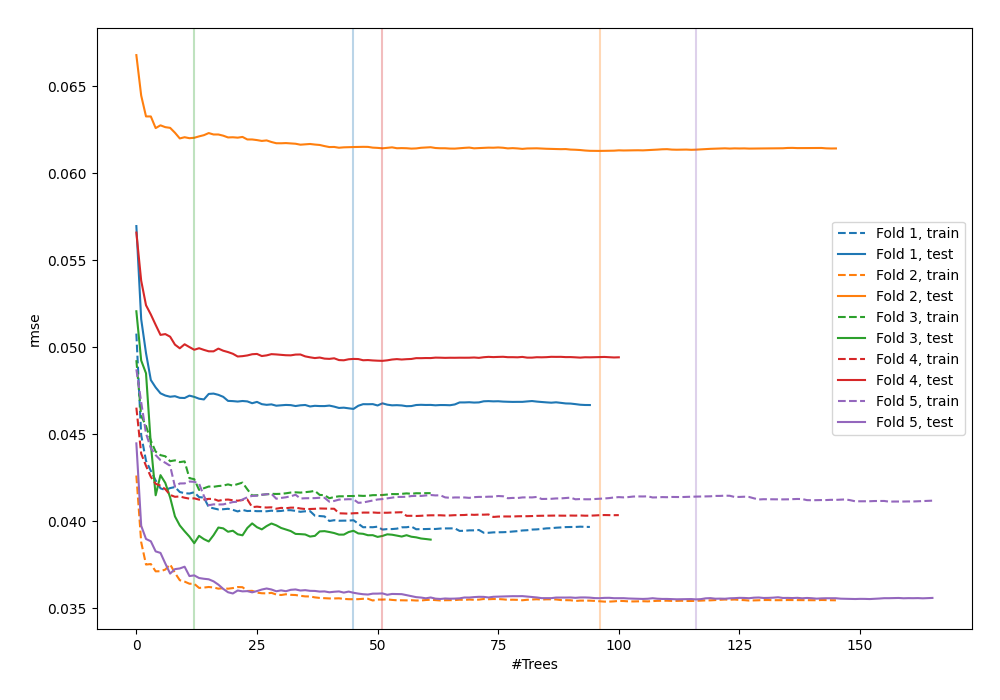 0.065
0.060
0.055
0.050
0.045
0.040
0.035
rmse
0
25
50
75
100
125
150
#Trees
Fold 1, train
Fold 1, test
Fold 2, train
Fold 2, test
Fold 3, train
Fold 3, test
Fold 4, train
Fold 4, test
Fold 5, train
Fold 5, test